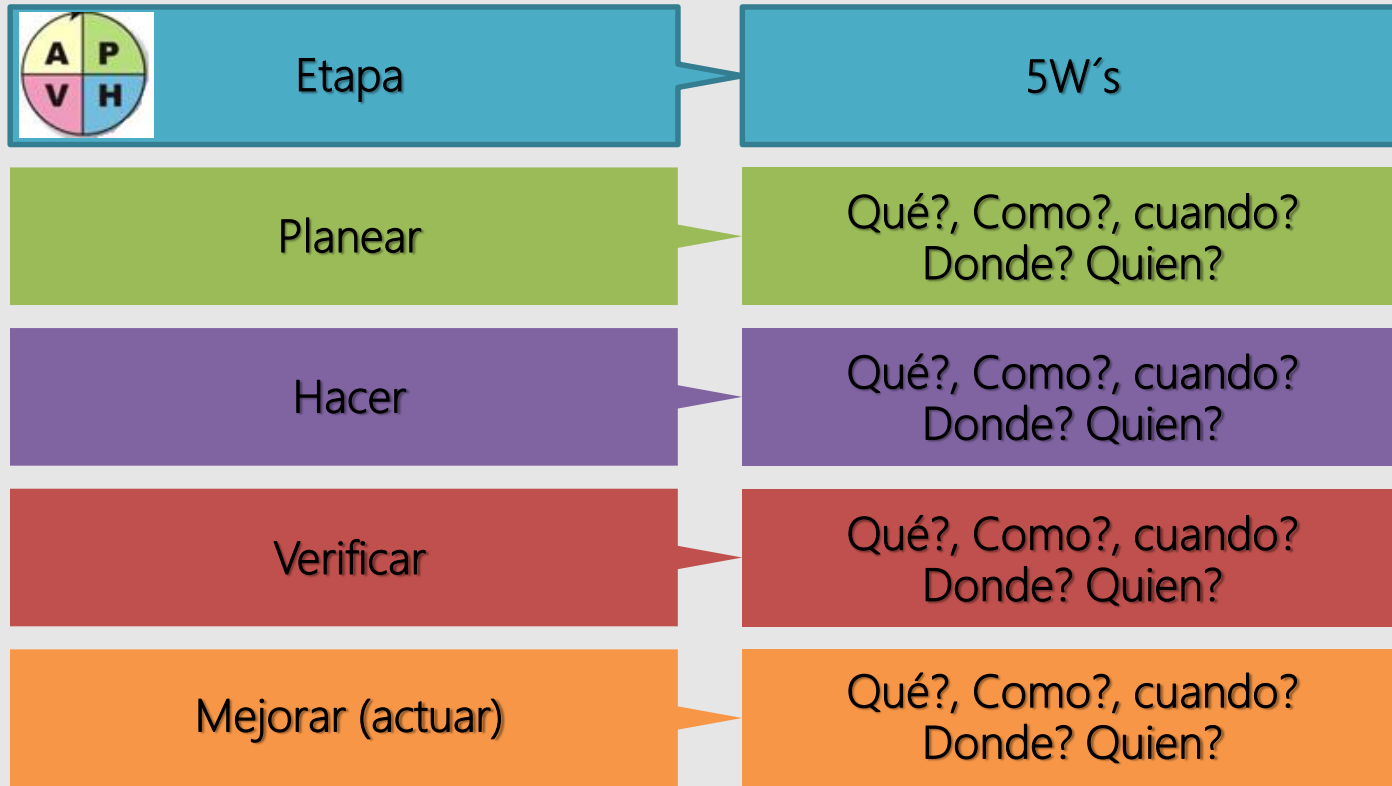 A P
V H
Etapa
5W´s
Planear
Qué?, Como?, cuando?
Donde? Quien?
Hacer
Qué?, Como?, cuando?
Donde? Quien?
Verificar
Qué?, Como?, cuando?
Donde? Quien?
Mejorar (actuar)
Qué?, Como?, cuando?
Donde? Quien?